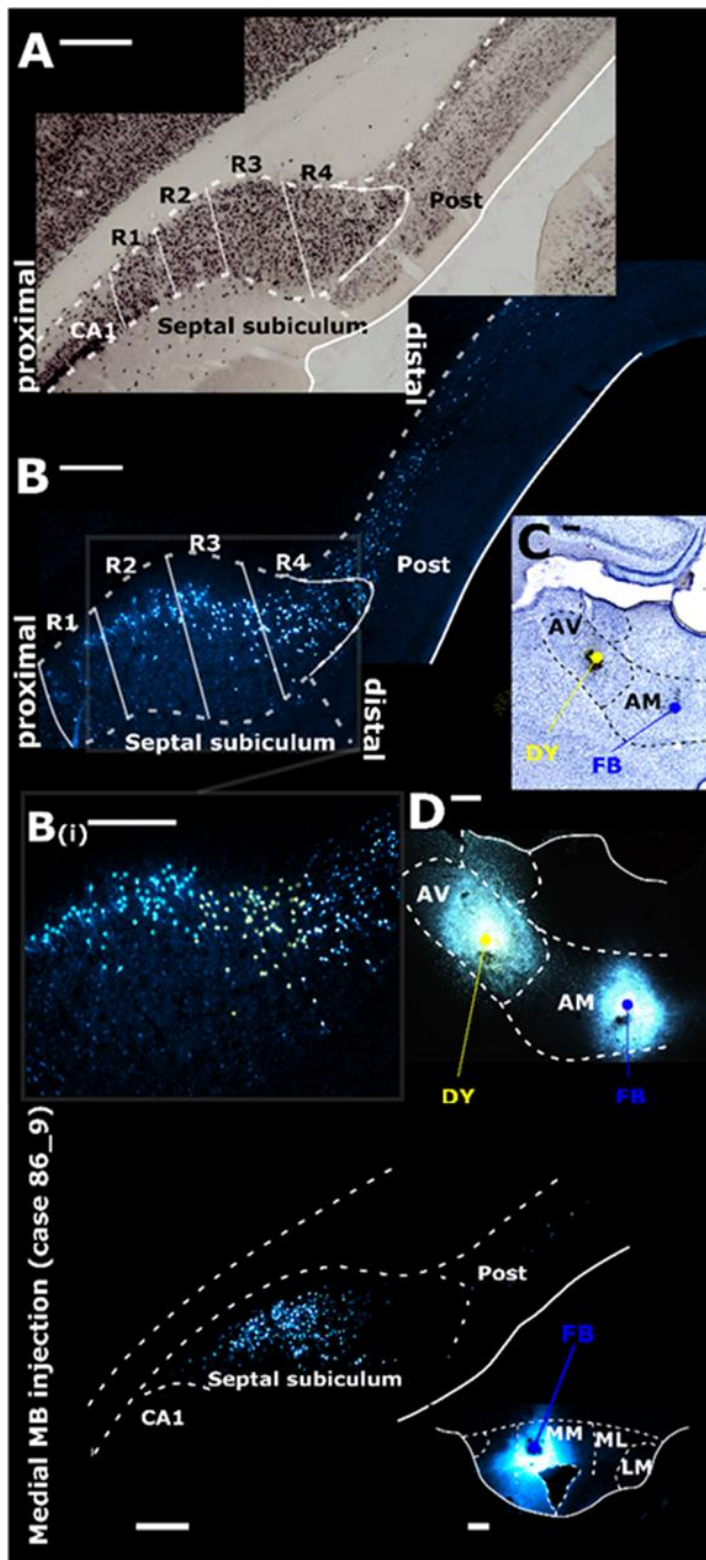 A
R3
R2
R4
R1
Post
proximal
CA1
Septal subiculum
distal
B
R3
R2
R4
R1
Post
proximal
Septal subiculum
distal
C
AV
AM
DY
FB
B(i)
D
AV
AM
DY
FB
Medial MB injection (case 86_9)
Post
Septal subiculum
CA1
FB
MM
ML
LM